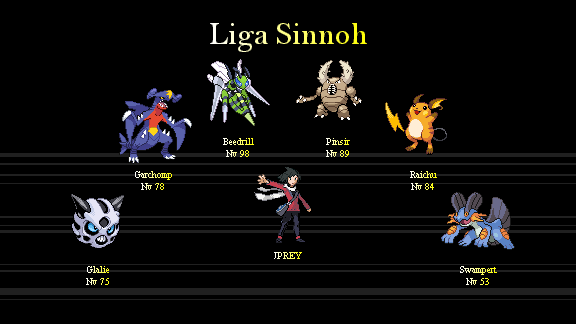 Liga Sinnoh
Beedrill
Nv 98
Pinsir
Nv 89
Garchomp
Nv 78
Raichu
Nv 84
JPREY
Glalie
Nv 75
Swampert
Nv 53